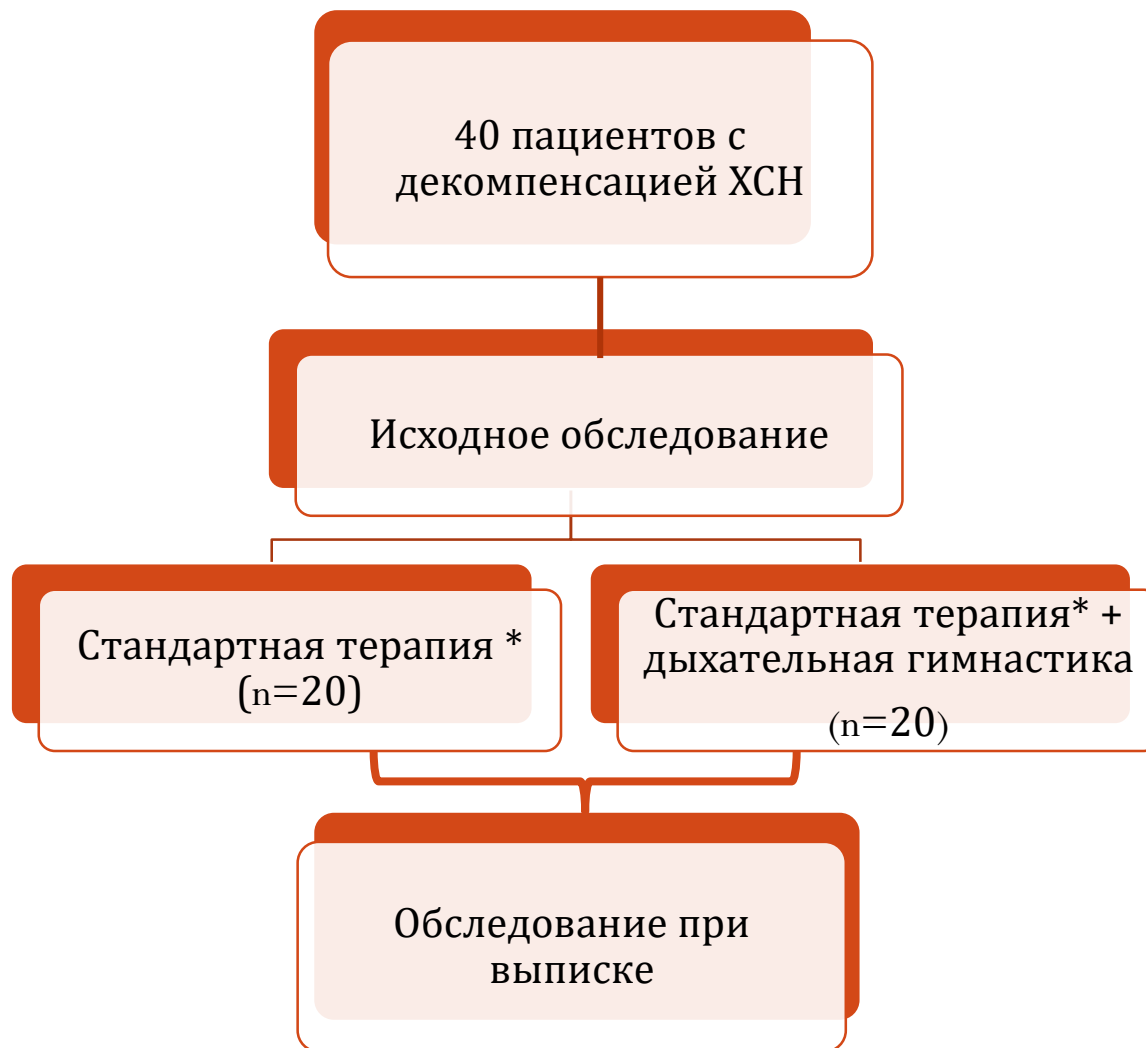 40 пациентов с
декомпенсацией ХСН
Исходное обследование
Стандартная терапия *
(n=20)
Стандартная терапия* +
дыхательная гимнастика
(n=20)
Обследование при
выписке